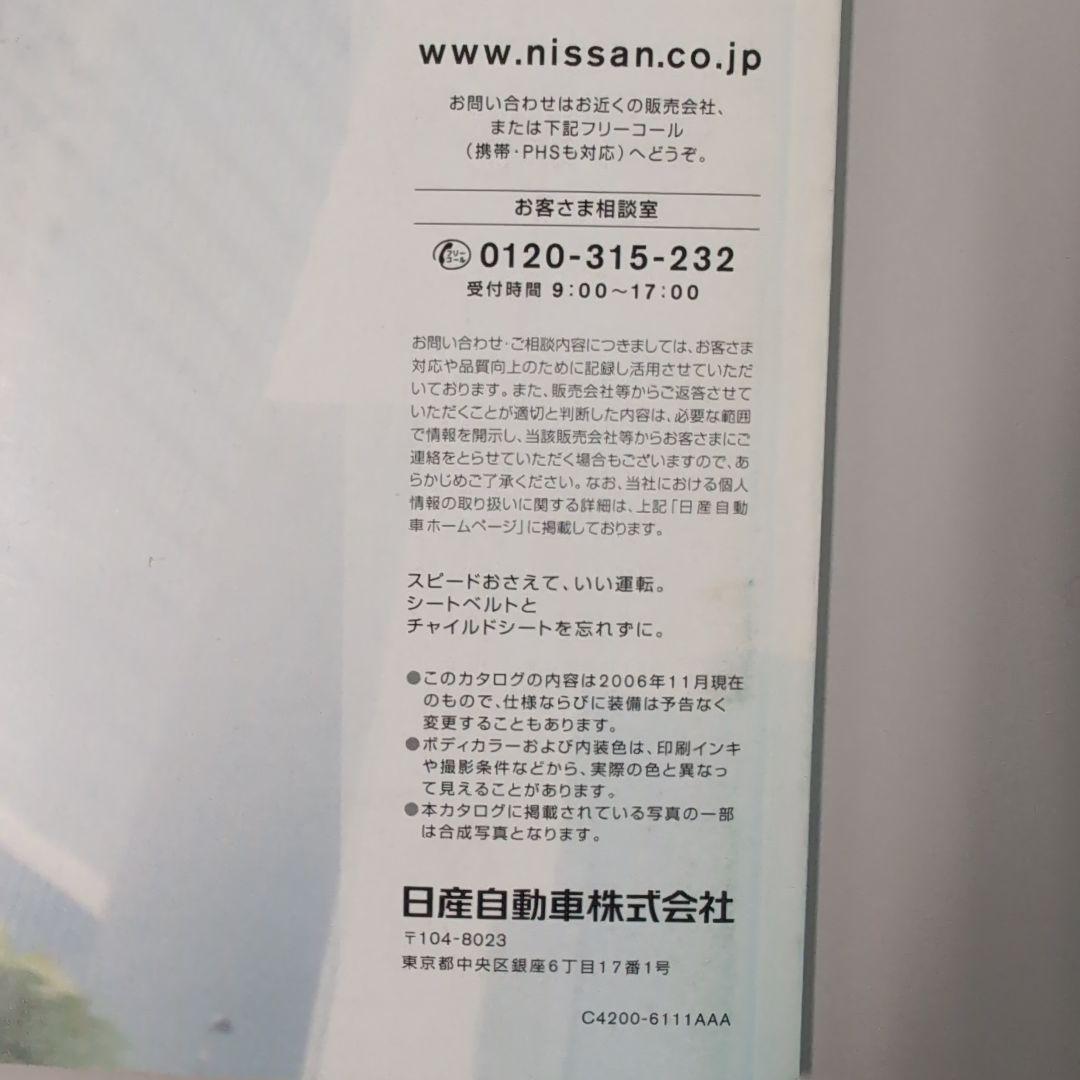 www.nissan.co.jp
お問い合わせはお近くの販売会社、
または下記フリーコール
(携帯・PHSも対応)へどうぞ。
お客さま相談室
フリーコール 0120-315-232
受付時間 9:00〜17:00
お問い合わせ・ご相談内容につきましては、お客さま
対応や品質向上のために記録し活用させていただ
いております。また、販売会社等からご返答させて
いただくことが適切と判断した内容は、必要な範囲
で情報を開示し、当該販売会社等からお客さまにご
連絡をとらせていただく場合もございますので、あ
らかじめご了承ください。なお、当社における個人
情報の取り扱いに関する詳細は、上記「日産自動
車ホームページ」に掲載しております。
スピードおさえて、いい運転。
シートベルトと
チャイルドシートを忘れずに。
●このカタログの内容は2006年11月現在
のもので、仕様ならびに装備は予告なく
変更することもあります。
●ボディカラーおよび内装色は、印刷インキ
や撮影条件などから、実際の色と異なっ
て見えることがあります。
●本カタログに掲載されている写真の一部
は合成写真となります。
日産自動車株式会社
〒104-8023
東京都中央区銀座6丁目17番1号
C4200-6111AAA